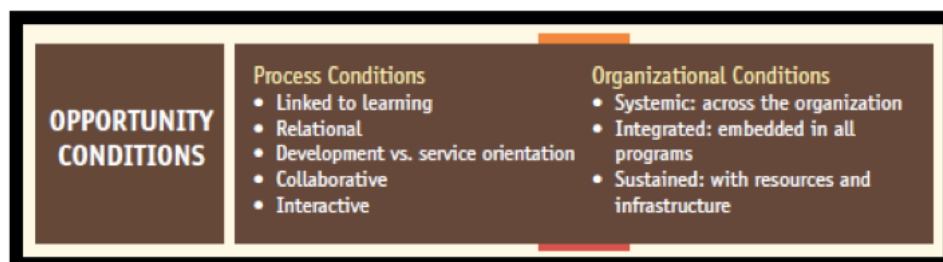 OPPORTUNITY
CONDITIONS
Process Conditions
• Linked to learning
• Relational
• Development vs. service orientation
• Collaborative
• Interactive
Organizational Conditions
• Systemic: across the organization
• Integrated: embedded in all
programs
• Sustained: with resources and
infrastructure